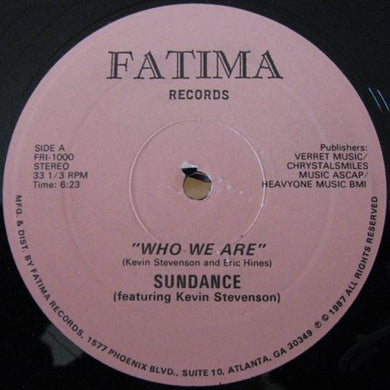 FATIMA
RECORDS
SIDE A
FRI-1000
STEREO
33 1/3 RPM
Time: 6:23
Publishers:
VERRET MUSIC/
CHRYSTALSMILES
MUSIC ASCAP/
HEAVYONE MUSIC BMI
"WHO WE ARE"
(Kevin Stevenson and Eric Hines)
SUNDANCE
(featuring Kevin Stevenson)
MFG. & DIST. BY FATIMA RECORDS, 1577 PHOENIX BLVD., SUITE 10, ATLANTA, GA 30349 ℗ © 1987 ALL RIGHTS RESERVED